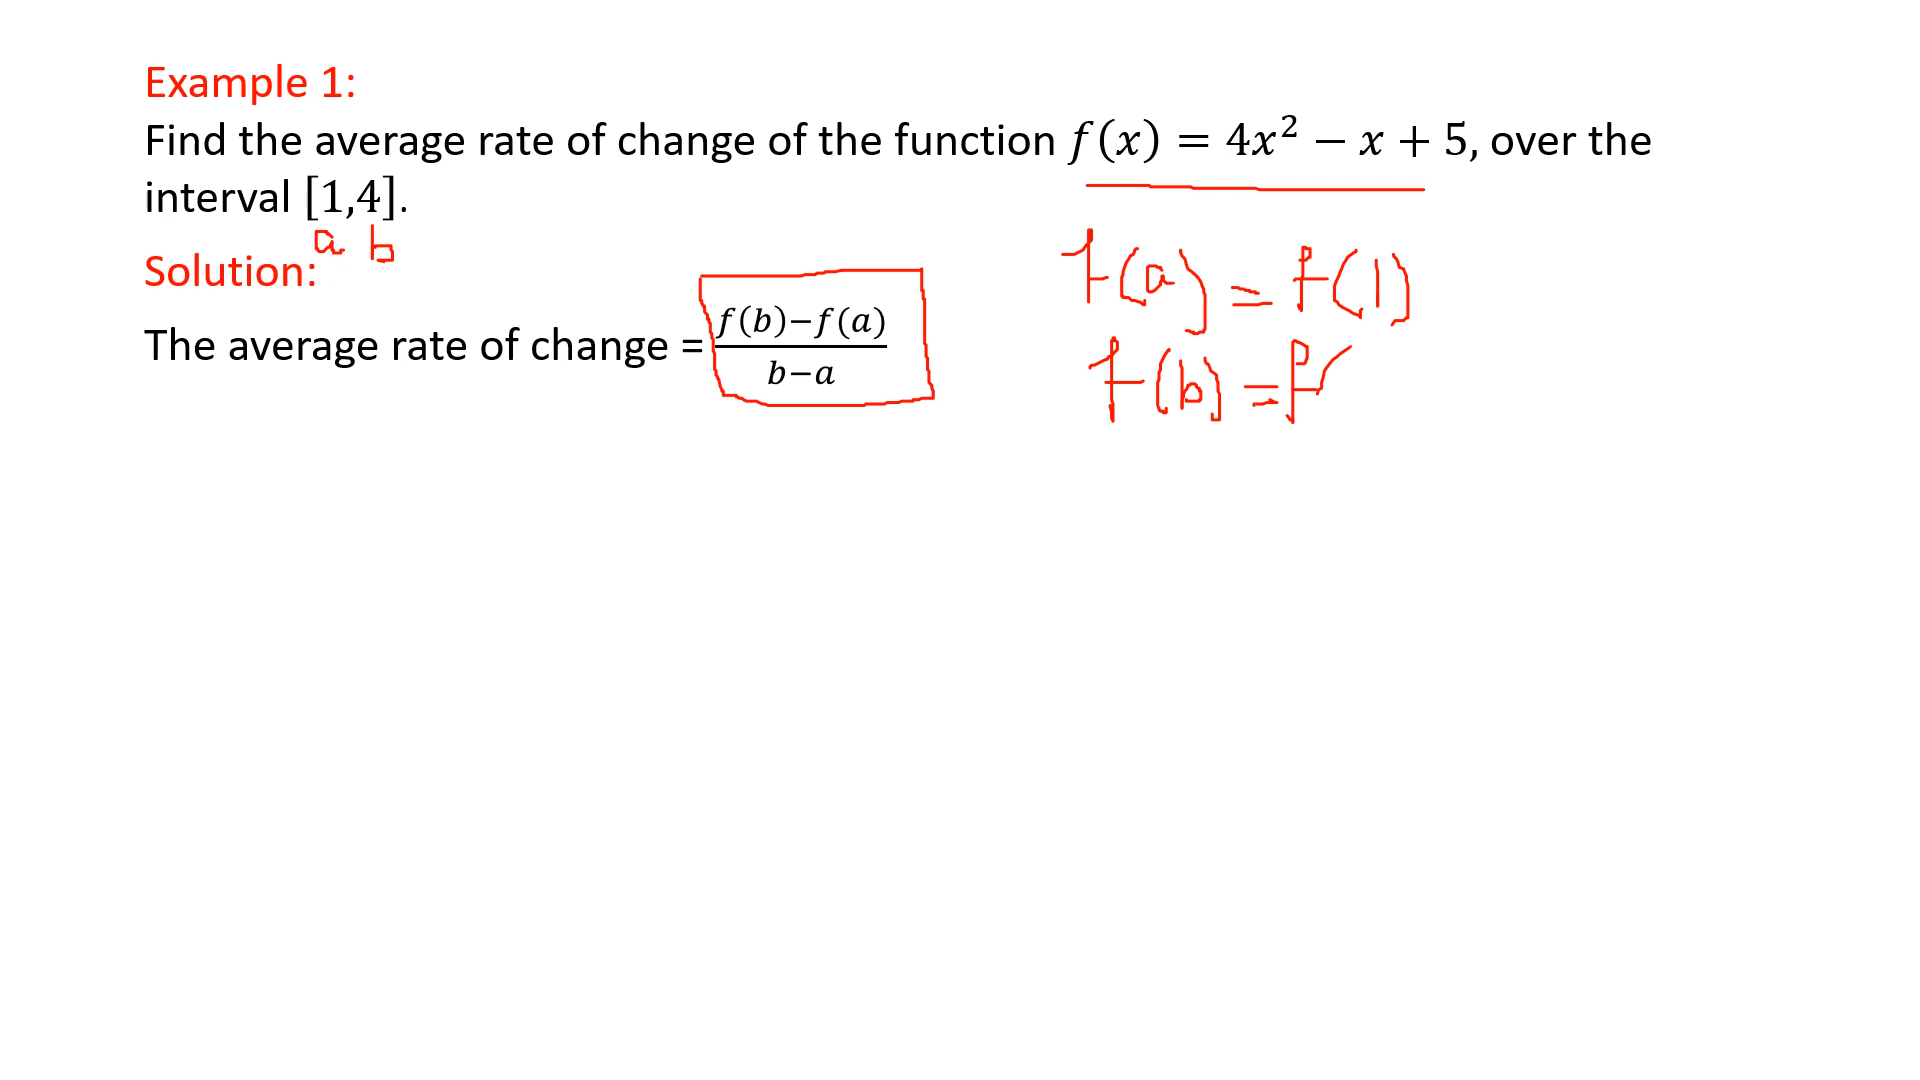 Example 1:
Find the average rate of change of the function f(x) = 4x² − x + 5, over the
interval [1,4].
a b
Solution:
The average rate of change = f(b)−f(a) / b−a
f(a) = f(1)
f(b) = f(